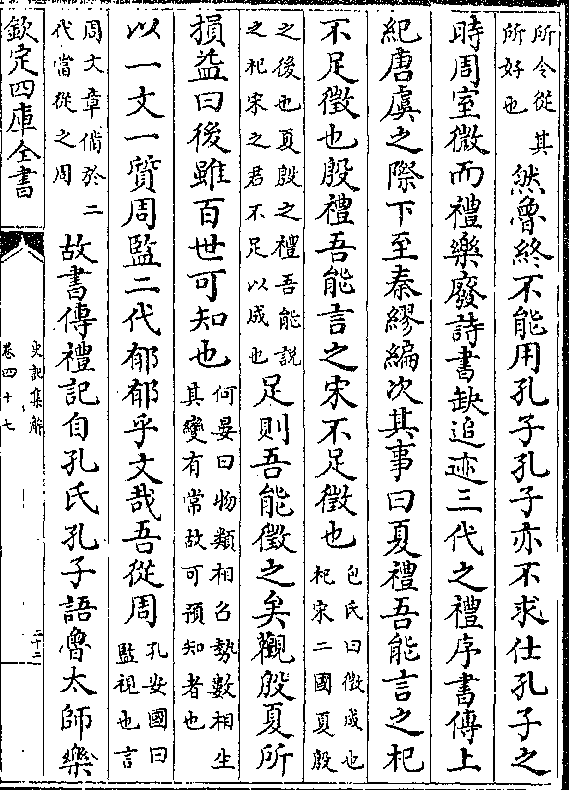 所令從其
所好也
然魯終不能用孔子孔子亦不求仕孔子之
時周室微而禮樂廢詩書缺追迹三代之禮序書傳上
紀唐虞之際下至秦繆編次其事曰夏禮吾能言之杞
不足徵也殷禮吾能言之宋不足徵也
包氏曰徵成也
杞宋二國夏殷
之後也夏殷之禮吾能說
之杞宋之君不足以成也
足則吾能徵之矣觀殷夏所
損益曰後雖百世可知也
何晏曰物類相召勢數相生
其變有常故可預知者也
以一文一質周監二代郁郁乎文哉吾從周
孔安國曰
監視也言
周文章備於二
代當從之周
故書傳禮記自孔氏孔子語魯太師樂
欽定四庫全書
史記集解
卷四十七
二十二